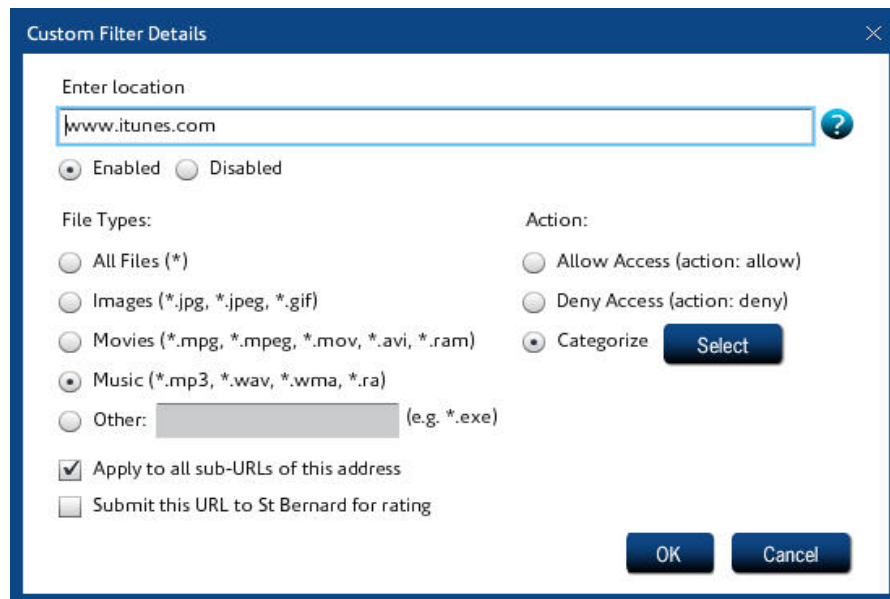 Custom Filter Details
Enter location
www.itunes.com
?
Enabled Disabled
File Types: Action:
All Files (*) Allow Access (action: allow)
Images (*.jpg, *.jpeg, *.gif) Deny Access (action: deny)
Movies (*.mpg, *.mpeg, *.mov, *.avi, *.ram) Categorize Select
Music (*.mp3, *.wav, *.wma, *.ra)
Other: (e.g. *.exe)
Apply to all sub-URLs of this address
Submit this URL to St Bernard for rating
OK Cancel